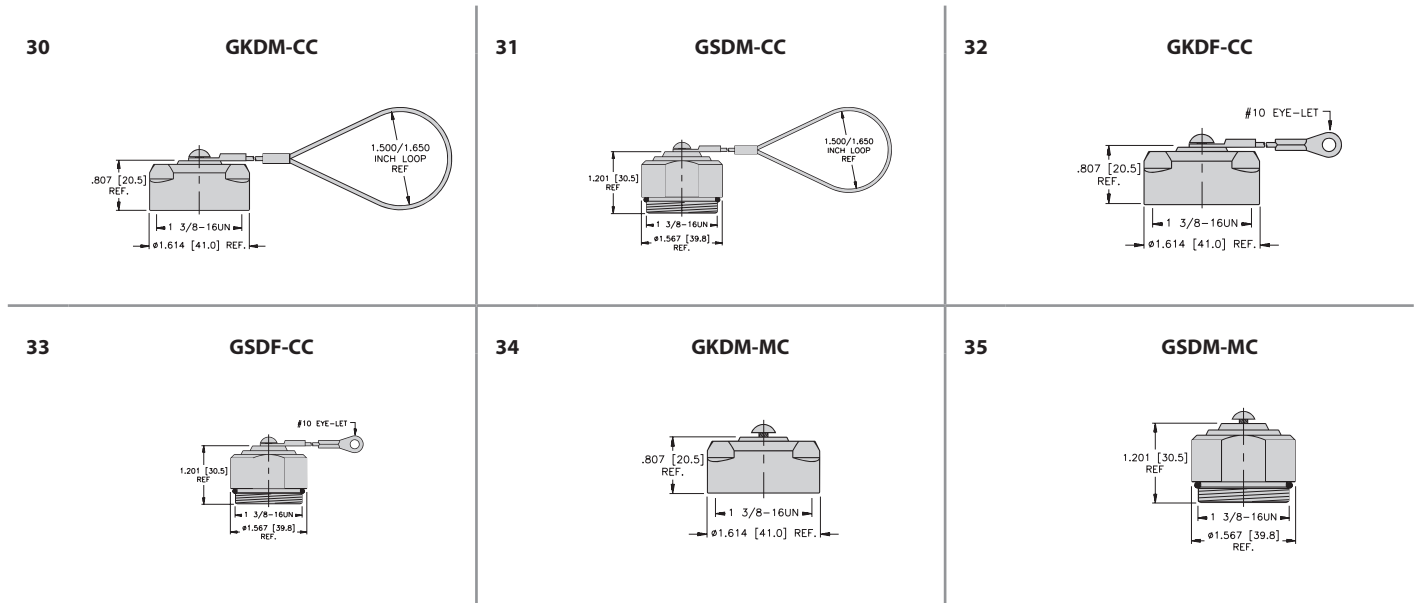 30 GKDM-CC
1.500/1.650
INCH LOOP
REF
.807 [20.5]
REF.
1 3/8-16UN
ø1.614 [41.0] REF.
31 GSDM-CC
1.500/1.650
INCH LOOP
REF
1.201 [30.5]
REF
1 3/8-16UN
ø1.567 [39.8]
REF.
32 GKDF-CC
#10 EYE-LET
.807 [20.5]
REF.
1 3/8-16UN
ø1.614 [41.0] REF.
33 GSDF-CC
#10 EYE-LET
1.201 [30.5]
REF
1 3/8-16UN
ø1.567 [39.8]
REF.
34 GKDM-MC
.807 [20.5]
REF.
1 3/8-16UN
ø1.614 [41.0] REF.
35 GSDM-MC
1.201 [30.5]
REF
1 3/8-16UN
ø1.567 [39.8]
REF.